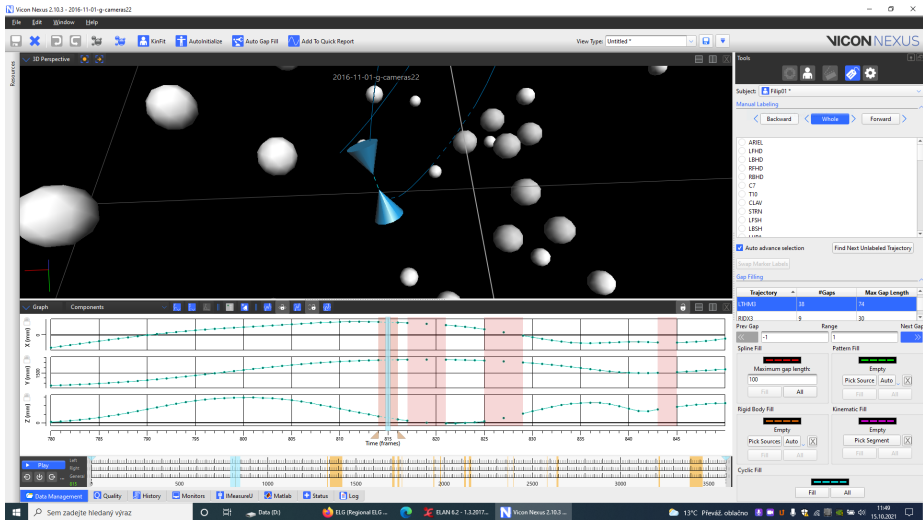 Vicon Nexus 2.10.3 - 2016-11-01-g-cameras22
File Edit Window Help
KinFit AutoInitialize Auto Gap Fill Add To Quick Report View Type: Untitled *
VICON NEXUS
Resources
3D Perspective
2016-11-01-g-cameras22
Tools
Subject: Filip01 *
Manual Labeling
Backward Whole Forward
ARIEL
LFHD
LBHD
RFHD
RBHD
C7
T10
CLAV
STRN
LFSH
LBSH
Auto advance selection Find Next Unlabeled Trajectory
Swap Marker Labels
Gap Filling
Trajectory #Gaps Max Gap Length
LTHM3 38 74
RIDX3 9 30
Prev Gap Range Next Gap
-1 1
Spline Fill Pattern Fill
Maximum gap length: Empty
100 Pick Source Auto X
Fill All Fill All
Rigid Body Fill Kinematic Fill
Empty Empty
Pick Sources Auto X Pick Segment X
Fill All Fill All
Cyclic Fill
Fill All
Graph Components
X (mm) 0
Y (mm) 1500
Z (mm) 0
780 785 790 795 800 805 810 815 820 825 830 835 840 845
Time (frames)
Play
Left
Right
General
815
500 1000 1500 2000 2500 3000 3500
Data Management Quality History Monitors IMeasureU Matlab Status Log
Sem zadejte hledaný výraz
Data (D:)
ELG (Regional ELG ...
ELAN 6.2 - 1.3.2017...
Vicon Nexus 2.10.3 ...
13°C Převáž. oblačno
11:49
15.10.2021